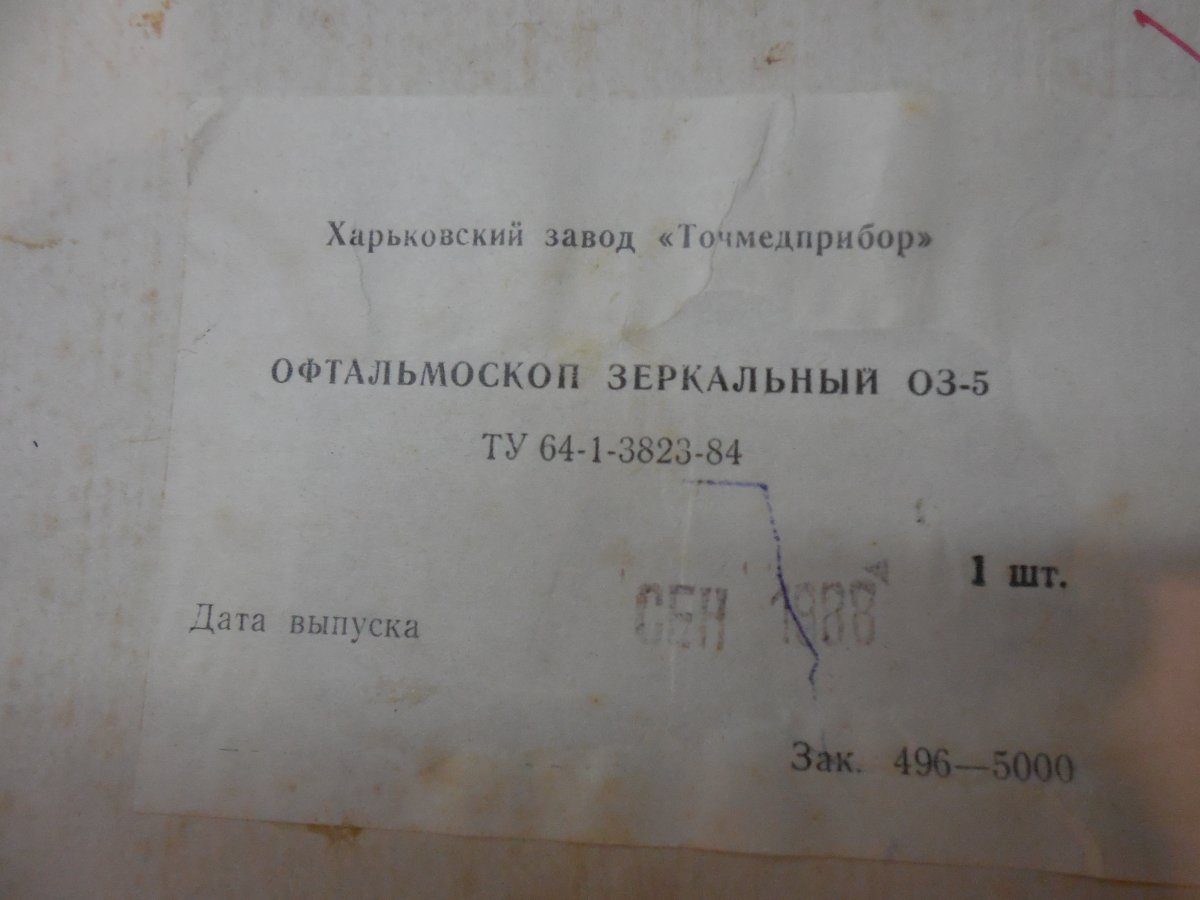 Харьковский завод «Точмедприбор»
ОФТАЛЬМОСКОП ЗЕРКАЛЬНЫЙ ОЗ-5
ТУ 64-1-3823-84
1 шт.
Дата выпуска СЕН 1988
Зак. 496—5000